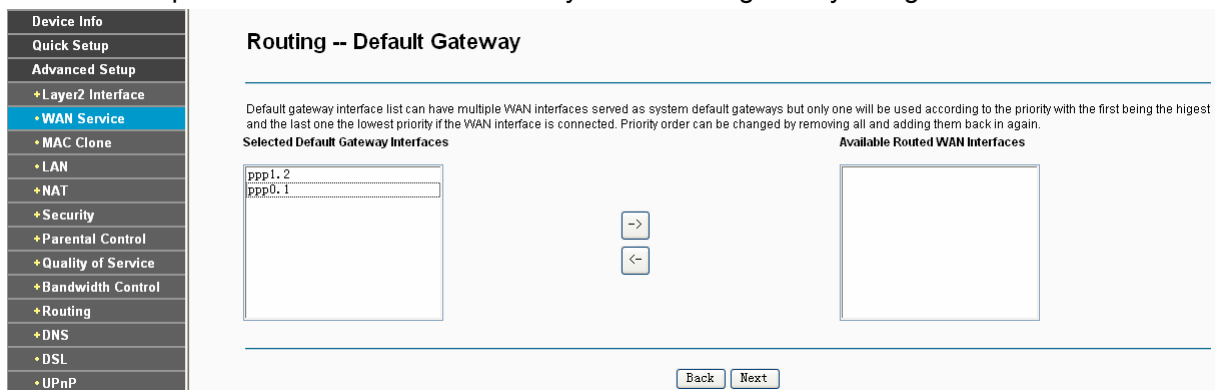 Device Info
Quick Setup
Advanced Setup
+Layer2 Interface
•WAN Service
•MAC Clone
•LAN
+NAT
+Security
+Parental Control
+Quality of Service
+Bandwidth Control
+Routing
+DNS
•DSL
•UPnP
Routing -- Default Gateway
Default gateway interface list can have multiple WAN interfaces served as system default gateways but only one will be used according to the priority with the first being the higest
and the last one the lowest priority if the WAN interface is connected. Priority order can be changed by removing all and adding them back in again.
Selected Default Gateway Interfaces
Available Routed WAN Interfaces
ppp1.2
ppp0.1
->
<-
Back Next